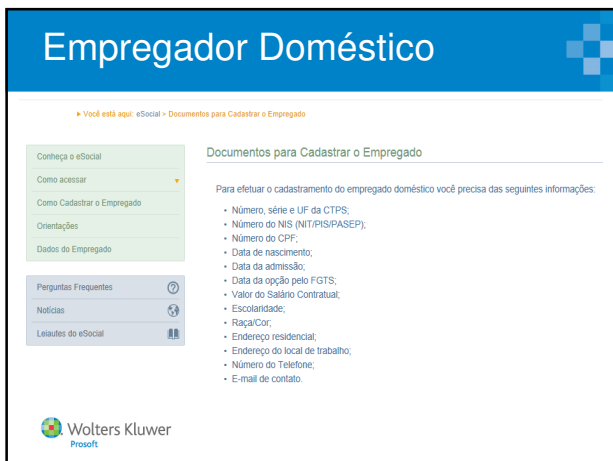 Empregador Doméstico
Você está aqui: eSocial > Documentos para Cadastrar o Empregado
Conheça o eSocial
Como acessar
Como Cadastrar o Empregado
Orientações
Dados do Empregado
Perguntas Frequentes
Notícias
Leiautes do eSocial
Documentos para Cadastrar o Empregado
Para efetuar o cadastramento do empregado doméstico você precisa das seguintes informações:
• Número, série e UF da CTPS;
• Número do NIS (NIT/PIS/PASEP);
• Número do CPF;
• Data de nascimento;
• Data da admissão;
• Data da opção pelo FGTS;
• Valor do Salário Contratual;
• Escolaridade;
• Raça/Cor;
• Endereço residencial;
• Endereço do local de trabalho;
• Número do Telefone;
• E-mail de contato.
Wolters Kluwer
Prosoft